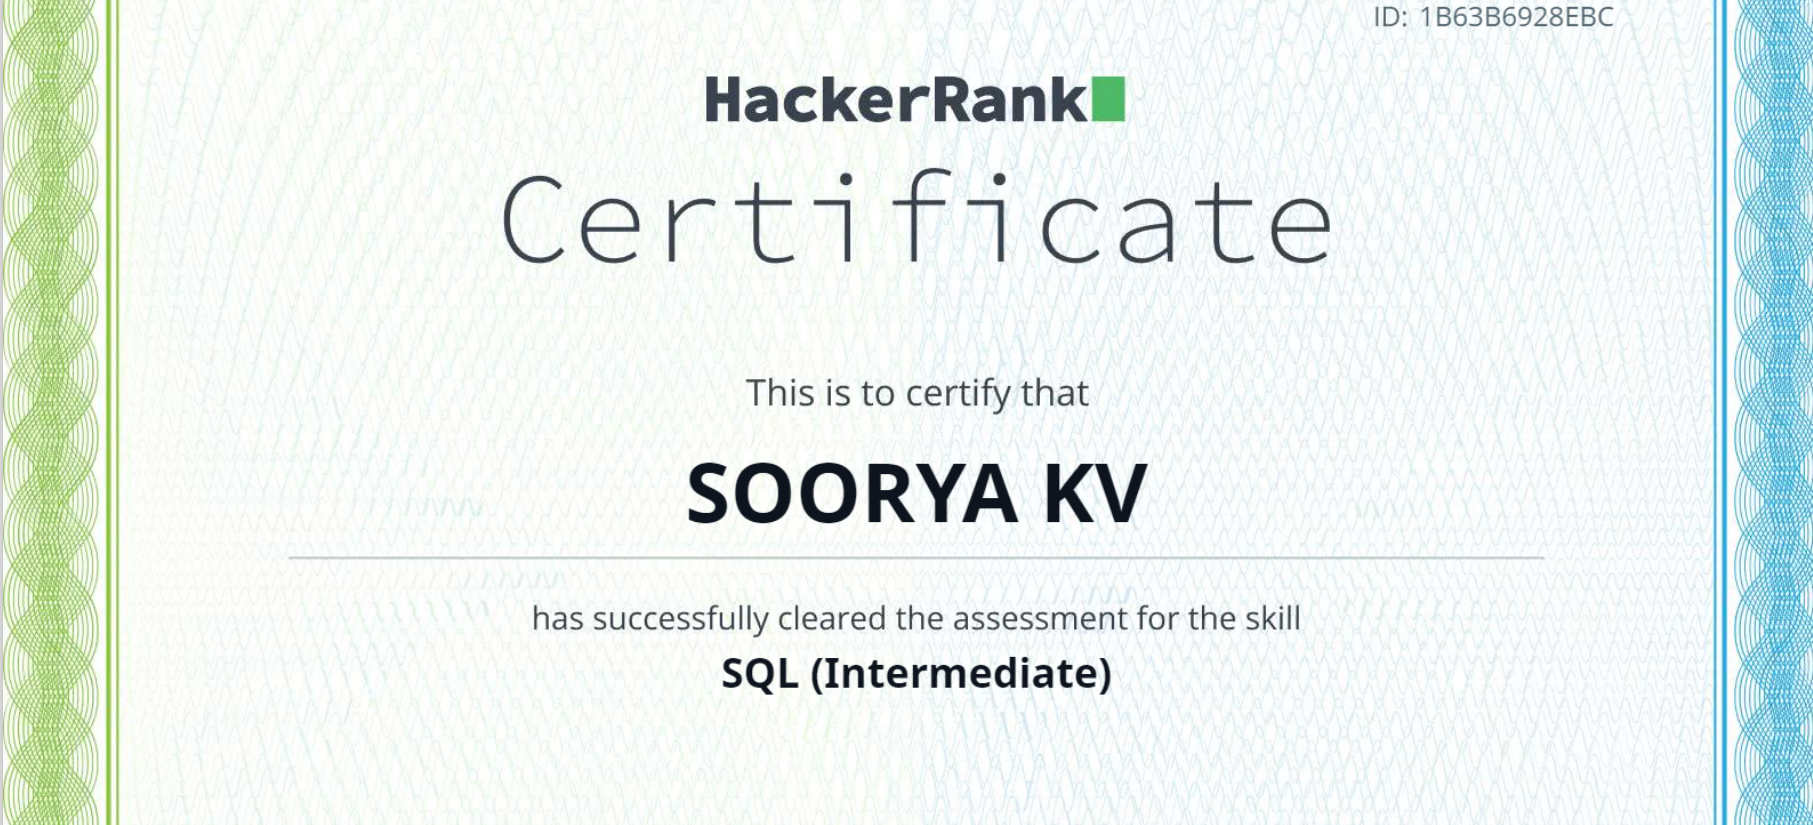 ID: 1B63B6928EBC
HackerRank
Certificate
This is to certify that
SOORYA KV
has successfully cleared the assessment for the skill
SQL (Intermediate)